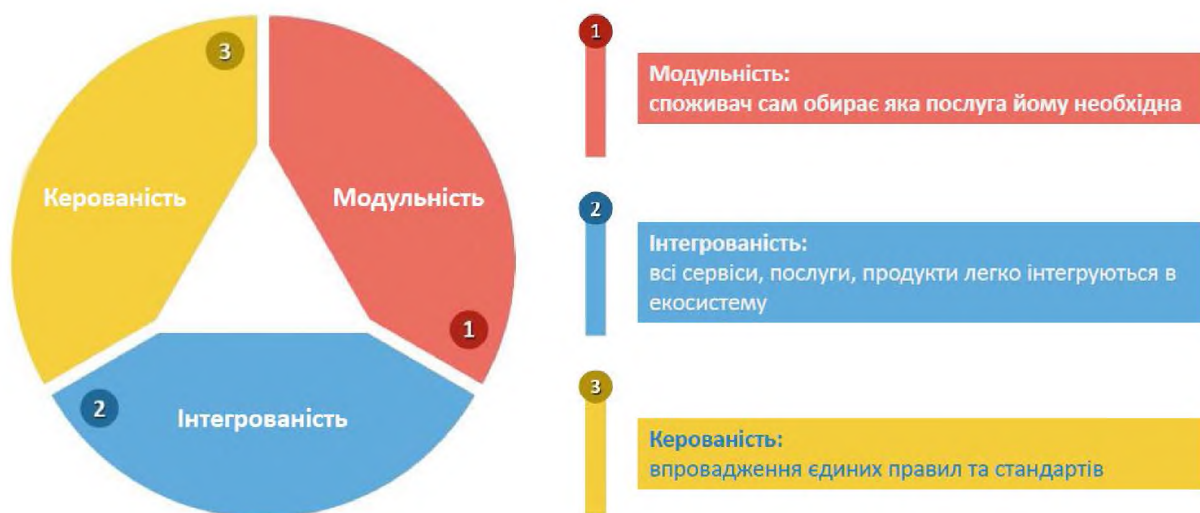 3
Керованість
Модульність
1
2
Інтегрованість
1
Модульність:
споживач сам обирає яка послуга йому необхідна
2
Інтегрованість:
всі сервіси, послуги, продукти легко інтегруються в
екосистему
3
Керованість:
впровадження єдиних правил та стандартів